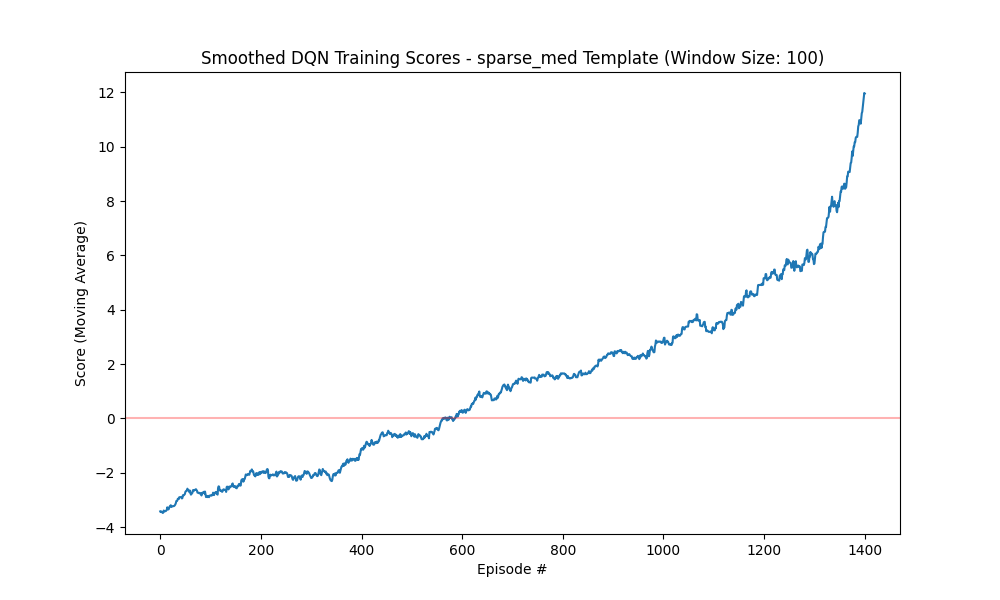 Smoothed DQN Training Scores - sparse_med Template (Window Size: 100)
12
10
8
6
4
2
0
−2
−4
Score (Moving Average)
0 200 400 600 800 1000 1200 1400
Episode #